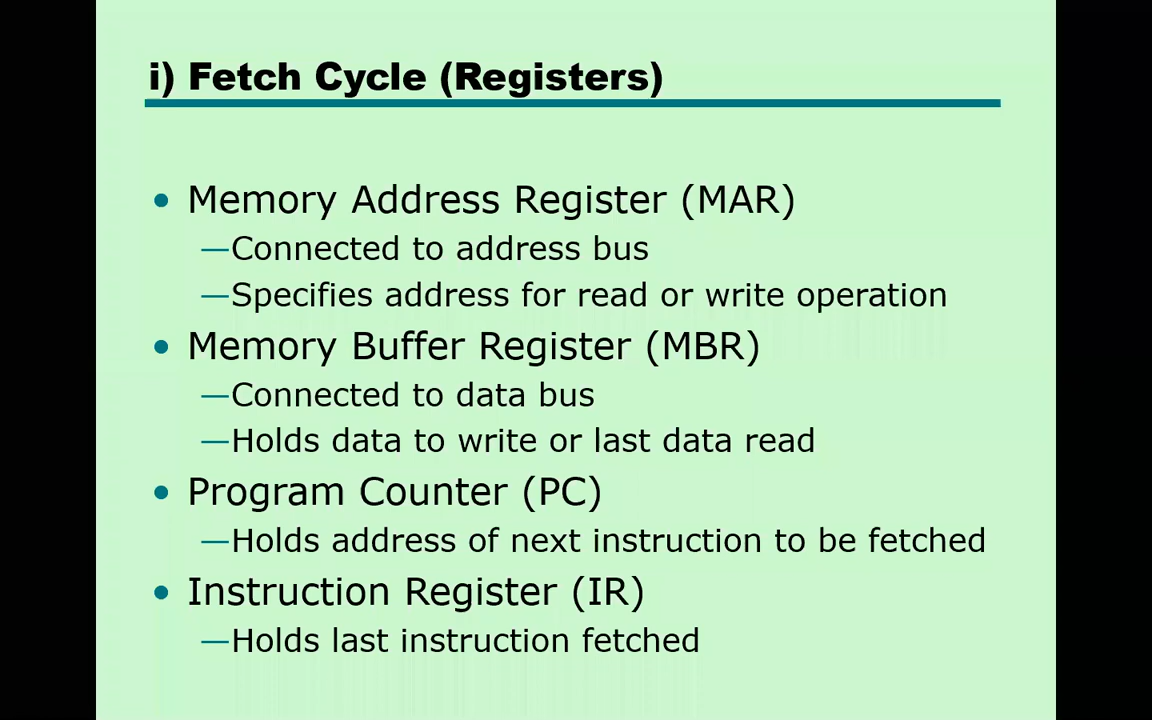 i) Fetch Cycle (Registers)
• Memory Address Register (MAR)
—Connected to address bus
—Specifies address for read or write operation
• Memory Buffer Register (MBR)
—Connected to data bus
—Holds data to write or last data read
• Program Counter (PC)
—Holds address of next instruction to be fetched
• Instruction Register (IR)
—Holds last instruction fetched